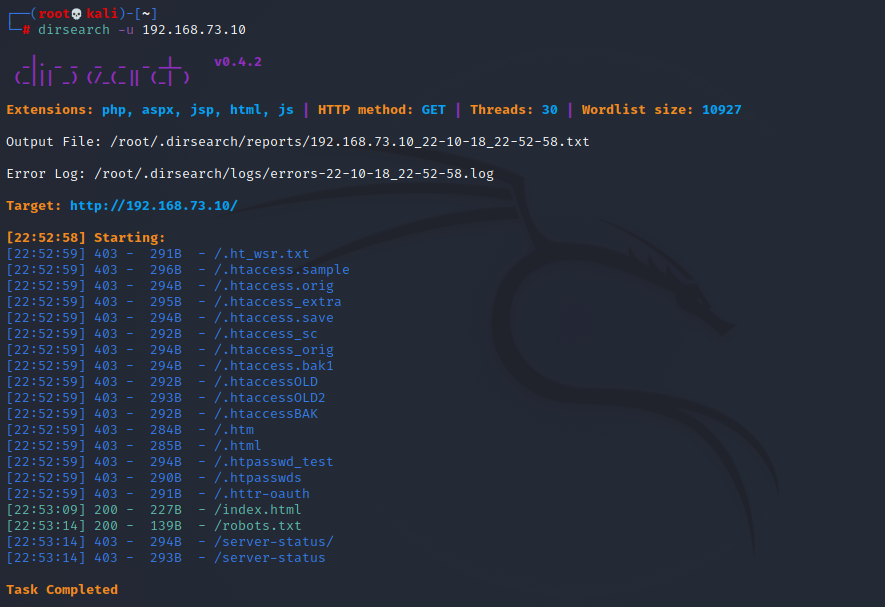 ┌──(root💀kali)-[~]
└─# dirsearch -u 192.168.73.10
  _|. _ _  _  _  _ _|_    v0.4.2
 (_||| _) (/_(_|| (_| )
Extensions: php, aspx, jsp, html, js | HTTP method: GET | Threads: 30 | Wordlist size: 10927
Output File: /root/.dirsearch/reports/192.168.73.10_22-10-18_22-52-58.txt
Error Log: /root/.dirsearch/logs/errors-22-10-18_22-52-58.log
Target: http://192.168.73.10/
[22:52:58] Starting:
[22:52:59] 403 -  291B  - /.ht_wsr.txt
[22:52:59] 403 -  296B  - /.htaccess.sample
[22:52:59] 403 -  294B  - /.htaccess.orig
[22:52:59] 403 -  295B  - /.htaccess_extra
[22:52:59] 403 -  294B  - /.htaccess.save
[22:52:59] 403 -  292B  - /.htaccess_sc
[22:52:59] 403 -  294B  - /.htaccess_orig
[22:52:59] 403 -  294B  - /.htaccess.bak1
[22:52:59] 403 -  292B  - /.htaccessOLD
[22:52:59] 403 -  293B  - /.htaccessOLD2
[22:52:59] 403 -  292B  - /.htaccessBAK
[22:52:59] 403 -  284B  - /.htm
[22:52:59] 403 -  285B  - /.html
[22:52:59] 403 -  294B  - /.htpasswd_test
[22:52:59] 403 -  290B  - /.htpasswds
[22:52:59] 403 -  291B  - /.httr-oauth
[22:53:09] 200 -  227B  - /index.html
[22:53:14] 200 -  139B  - /robots.txt
[22:53:14] 403 -  294B  - /server-status/
[22:53:14] 403 -  293B  - /server-status
Task Completed